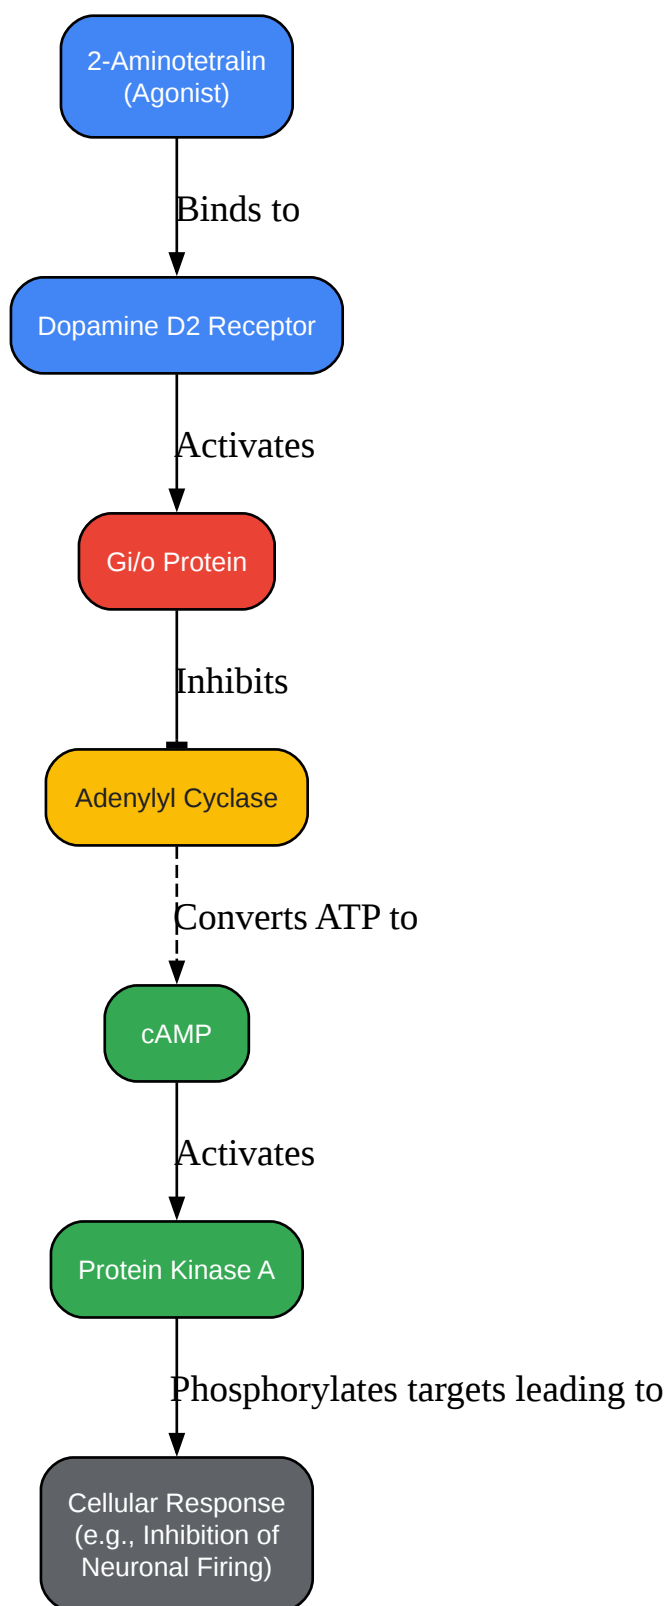 2-Aminotetralin
(Agonist)
Binds to
Dopamine D2 Receptor
Activates
Gi/o Protein
Inhibits
Adenylyl Cyclase
Converts ATP to
cAMP
Activates
Protein Kinase A
Phosphorylates targets leading to
Cellular Response
(e.g., Inhibition of
Neuronal Firing)